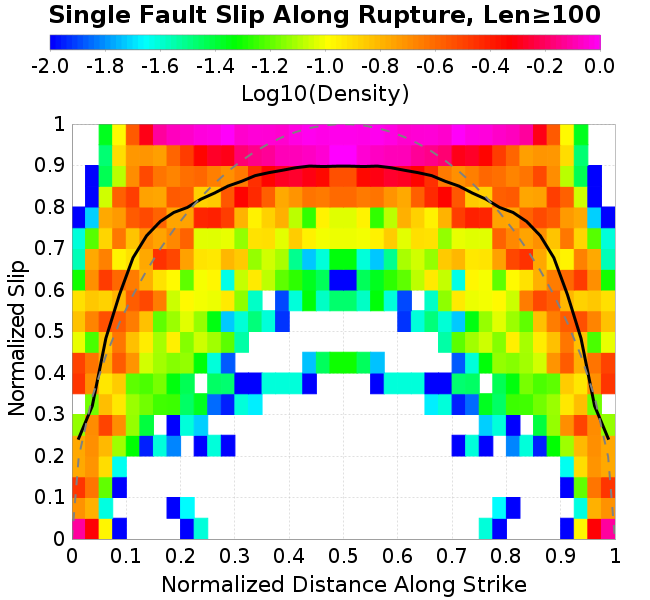 Single Fault Slip Along Rupture, Len≥100
-2.0 -1.8 -1.6 -1.4 -1.2 -1.0 -0.8 -0.6 -0.4 -0.2 0.0
Log10(Density)
1
0.9
0.8
0.7
0.6
0.5
0.4
0.3
0.2
0.1
0
Normalized Slip
0 0.1 0.2 0.3 0.4 0.5 0.6 0.7 0.8 0.9 1
Normalized Distance Along Strike